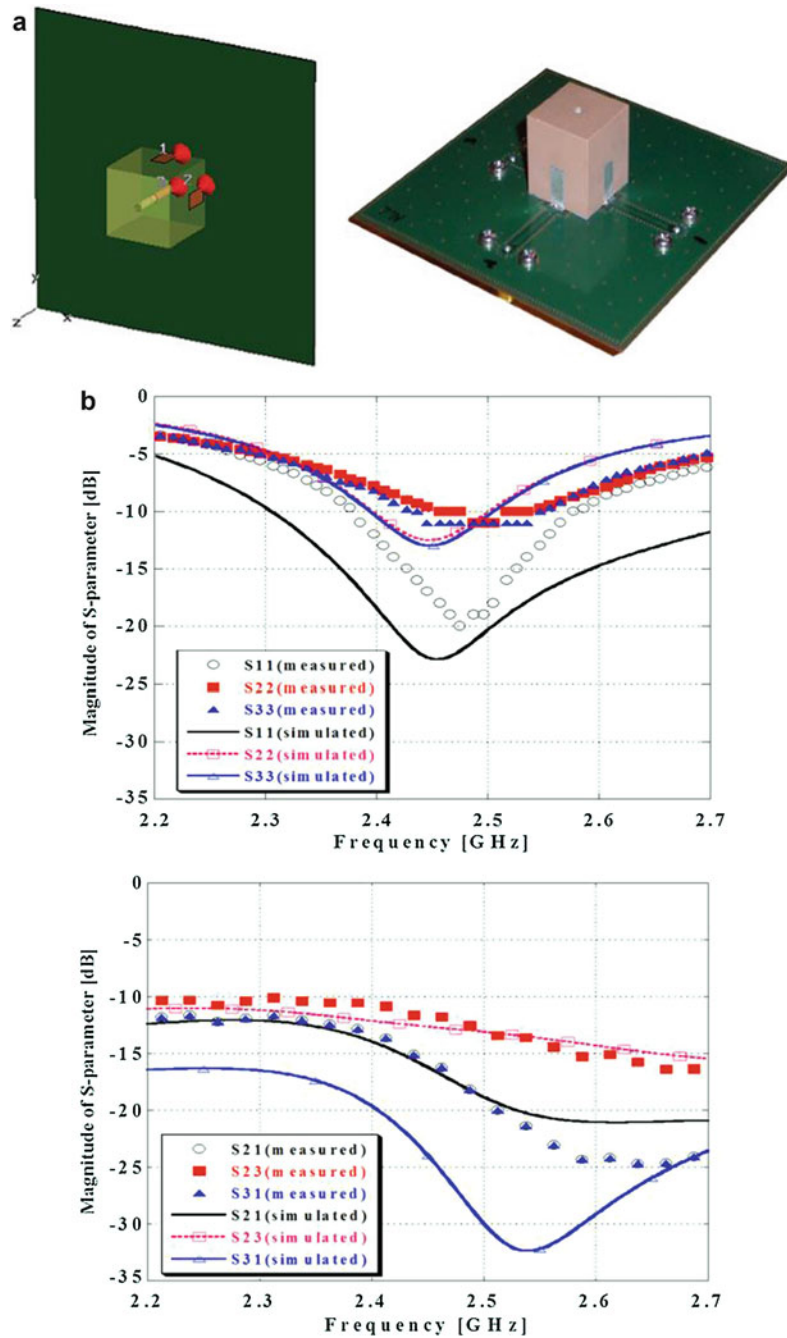 a
1
2
y
z
x
b
0
-5
-10
-15
-20
-25
-30
-35
Magnitude of S-parameter [dB]
S11(measured)
S22(measured)
S33(measured)
S11(simulated)
S22(simulated)
S33(simulated)
2.2 2.3 2.4 2.5 2.6 2.7
Frequency [GHz]
0
-5
-10
-15
-20
-25
-30
-35
Magnitude of S-parameter [dB]
S21(measured)
S23(measured)
S31(measured)
S21(simulated)
S23(simulated)
S31(simulated)
2.2 2.3 2.4 2.5 2.6 2.7
Frequency [GHz]